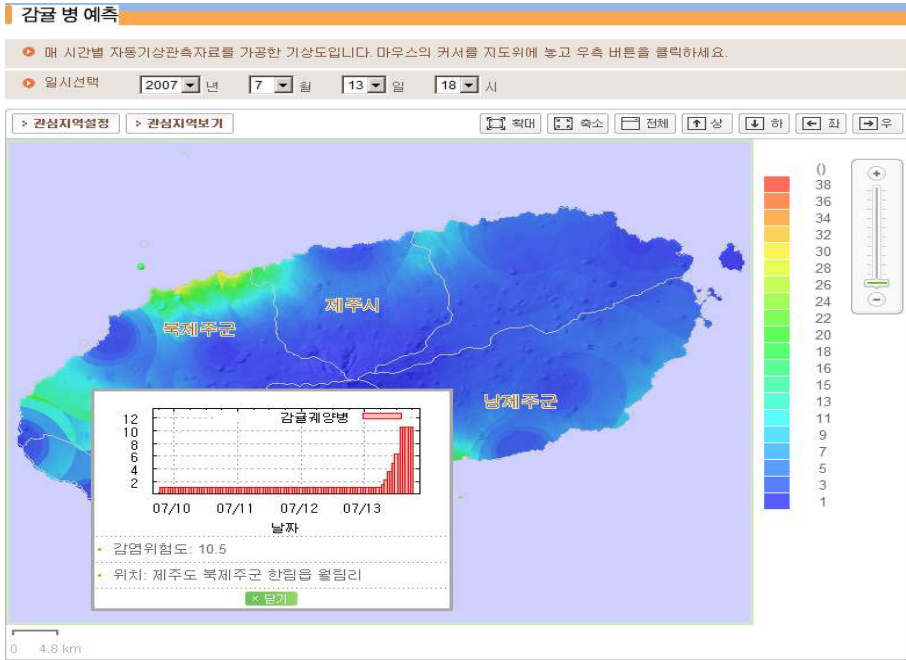 감귤 병 예측
매 시간별 자동기상관측자료를 가공한 기상도입니다. 마우스의 커서를 지도위에 놓고 우측 버튼을 클릭하세요.
일시선택 2007 년 7 월 13 일 18 시
> 관심지역설정 > 관심지역보기 확대 축소 전체 상 하 좌 우
()
38
36
34
32
30
28
26
24
22
20
18
16
15
13
11
9
7
5
3
1
제주시
북제주군
남제주군
감귤궤양병
12
10
8
6
4
2
07/10 07/11 07/12 07/13
날짜
감염위험도: 10.5
위치: 제주도 북제주군 한림읍 월림리
× 닫기
0 4.8 km